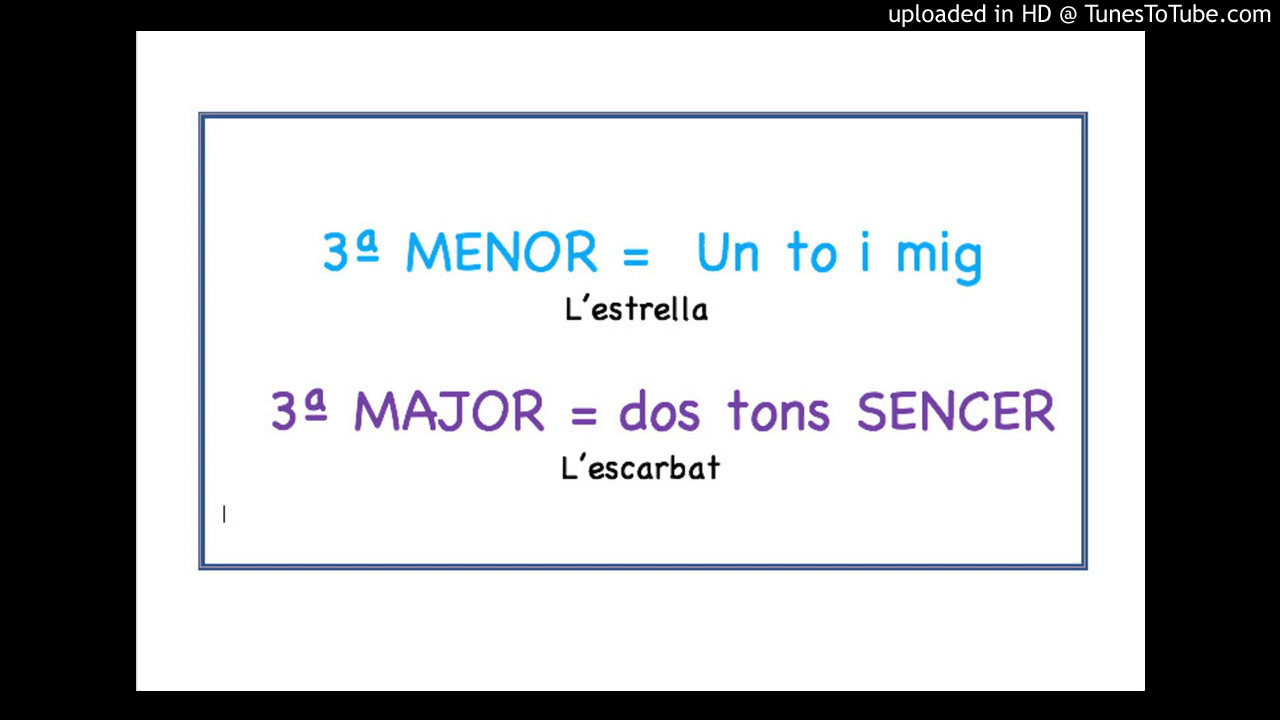 uploaded in HD @ TunesToTube.com
3ª MENOR = Un to i mig
L'estrella
3ª MAJOR = dos tons SENCER
L'escarbat